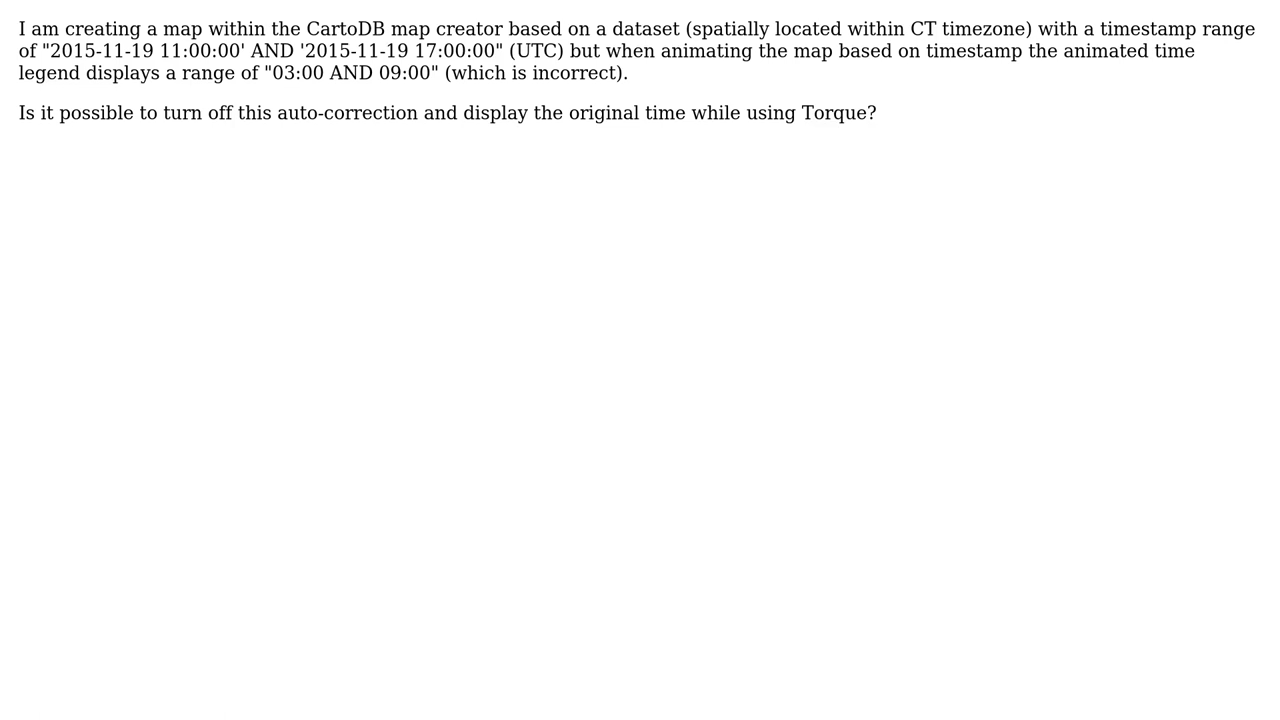 I am creating a map within the CartoDB map creator based on a dataset (spatially located within CT timezone) with a timestamp range
of "2015-11-19 11:00:00' AND '2015-11-19 17:00:00" (UTC) but when animating the map based on timestamp the animated time
legend displays a range of "03:00 AND 09:00" (which is incorrect).
Is it possible to turn off this auto-correction and display the original time while using Torque?